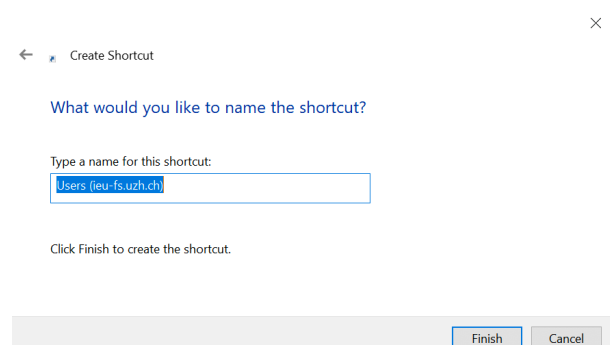 Create Shortcut
What would you like to name the shortcut?
Type a name for this shortcut:
Users (ieu-fs.uzh.ch)
Click Finish to create the shortcut.
Finish Cancel